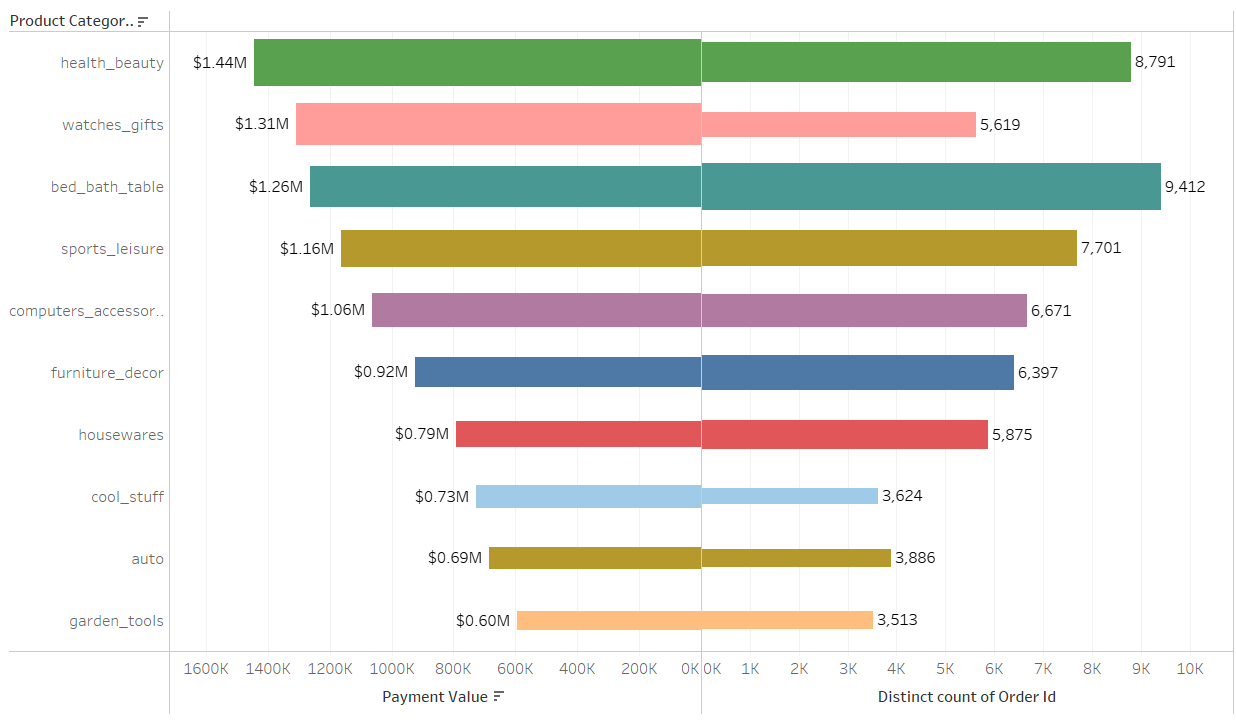 Product Categor..
health_beauty $1.44M 8,791
watches_gifts $1.31M 5,619
bed_bath_table $1.26M 9,412
sports_leisure $1.16M 7,701
computers_accessor.. $1.06M 6,671
furniture_decor $0.92M 6,397
housewares $0.79M 5,875
cool_stuff $0.73M 3,624
auto $0.69M 3,886
garden_tools $0.60M 3,513
1600K 1400K 1200K 1000K 800K 600K 400K 200K 0K 0K 1K 2K 3K 4K 5K 6K 7K 8K 9K 10K
Payment Value Distinct count of Order Id